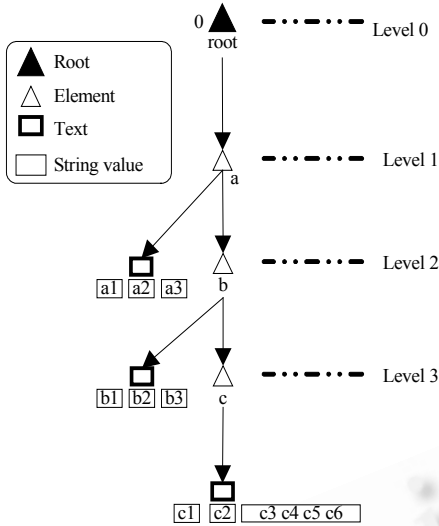 0
root
Level 0
Root
Element
Text
String value
a
Level 1
Level 2
a1 a2 a3
b
Level 3
b1 b2 b3
c
c1 c2 c3 c4 c5 c6